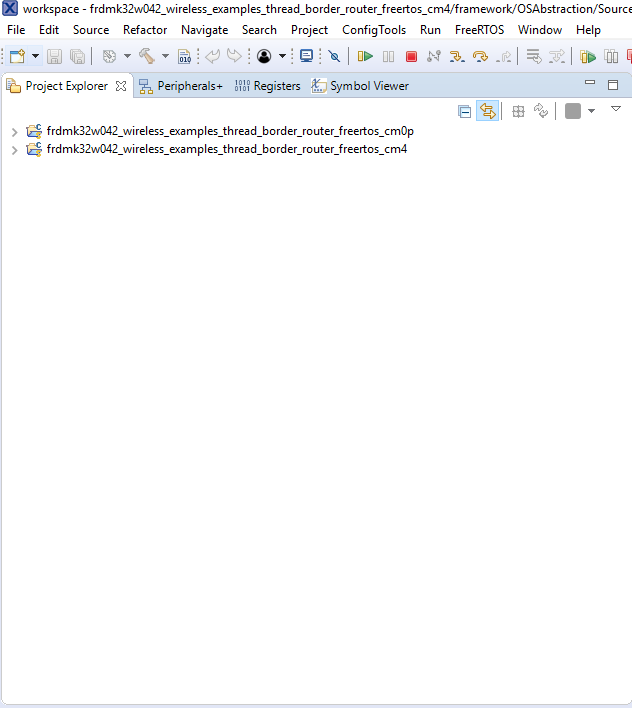 workspace - frdmk32w042_wireless_examples_thread_border_router_freertos_cm4/framework/OSAbstraction/Source
File Edit Source Refactor Navigate Search Project ConfigTools Run FreeRTOS Window Help
Project Explorer Peripherals+ Registers Symbol Viewer
frdmk32w042_wireless_examples_thread_border_router_freertos_cm0p
frdmk32w042_wireless_examples_thread_border_router_freertos_cm4